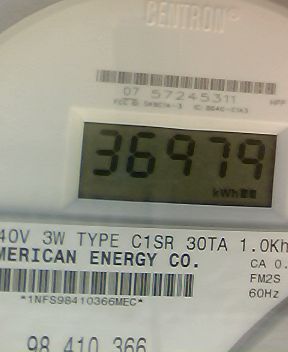 CENTRON®
07 57245311
36979
kWh
40V 3W TYPE C1SR 30TA 1.0Kh
MERICAN ENERGY CO.
CA 0.
FM2S
*1NFS98410366MEC*
60Hz
98 410 366